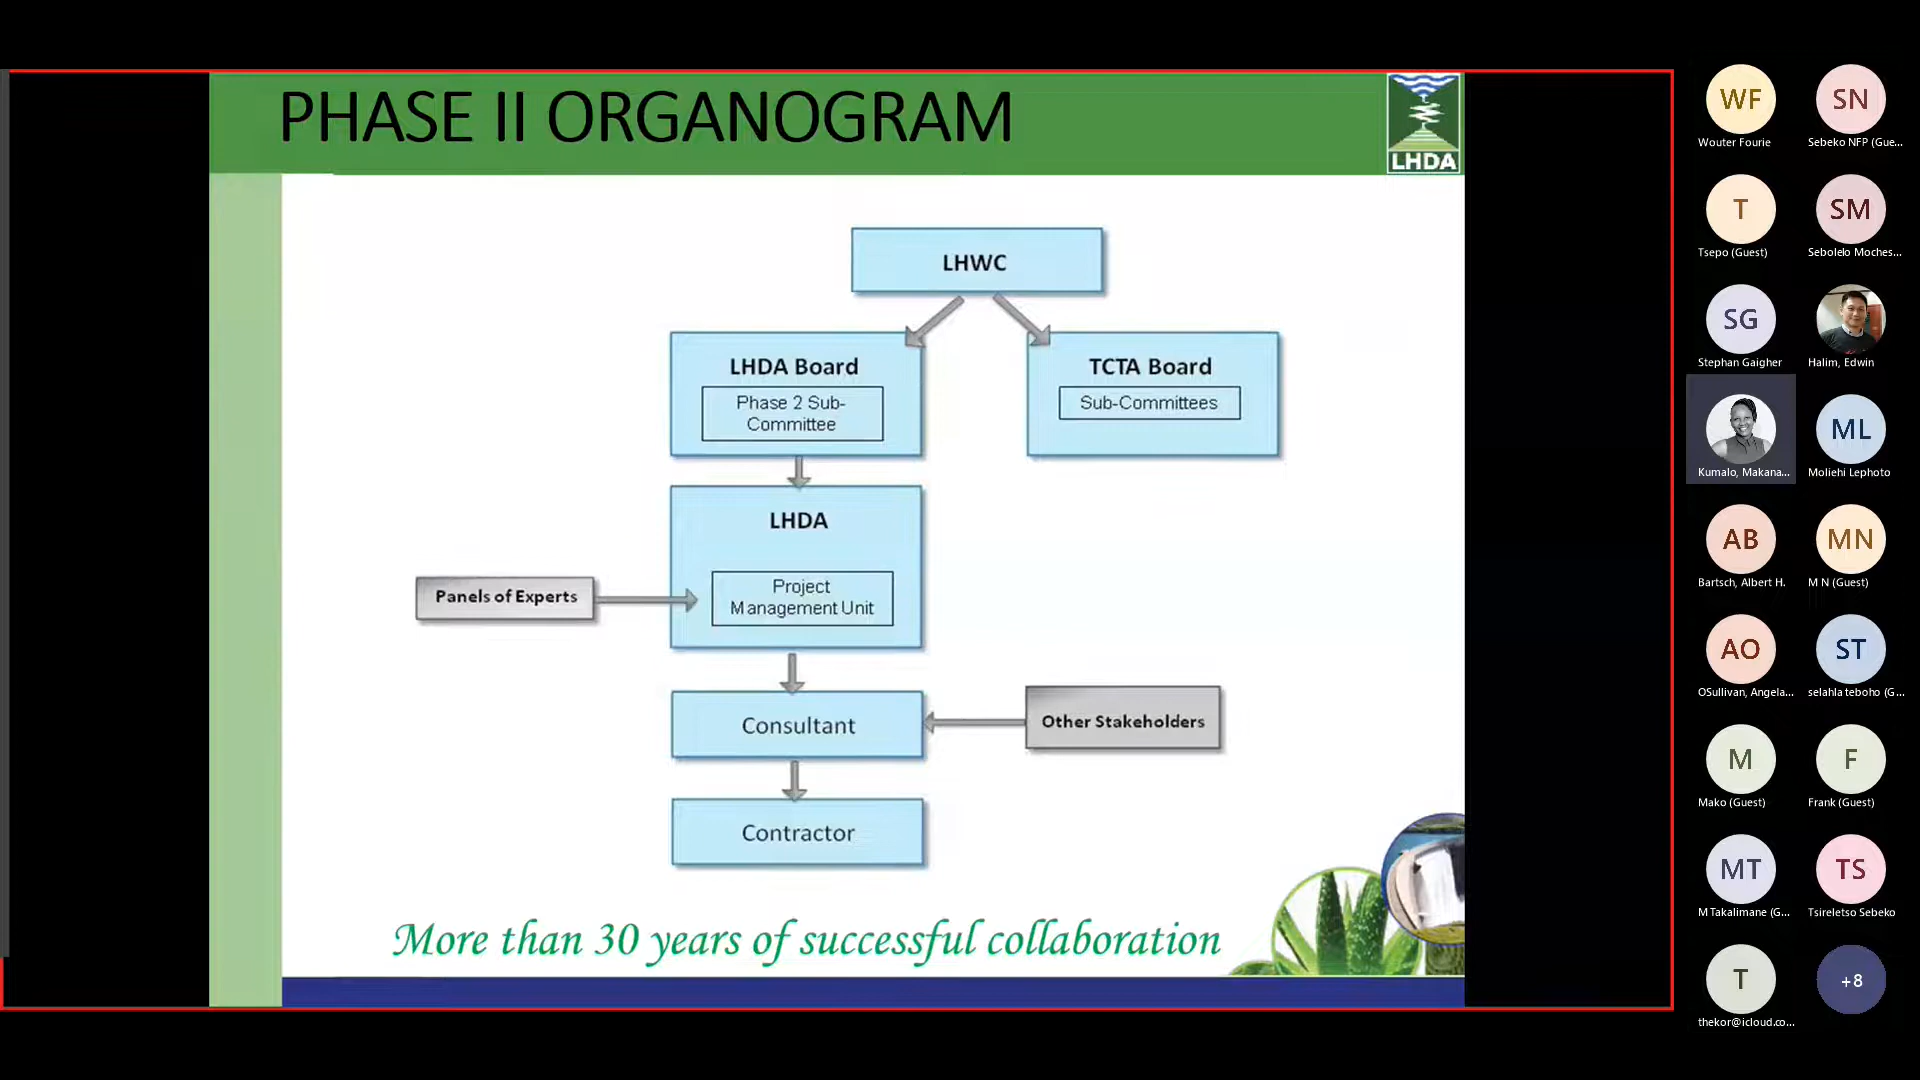 PHASE II ORGANOGRAM
LHDA
LHWC
LHDA Board
Phase 2 Sub-
Committee
TCTA Board
Sub-Committees
LHDA
Project
Management Unit
Panels of Experts
Consultant
Other Stakeholders
Contractor
More than 30 years of successful collaboration
WF
Wouter Fourie
SN
Sebeko NFP (Gue...
T
Tsepo (Guest)
SM
Sebolelo Moches...
SG
Stephan Gaigher
Halim, Edwin
Kumalo, Makana...
ML
Moliehi Lephoto
AB
Bartsch, Albert H.
MN
M N (Guest)
AO
OSullivan, Angela...
ST
selahla teboho (G...
M
Mako (Guest)
F
Frank (Guest)
MT
M Takalimane (G...
TS
Tsireletso Sebeko
T
thekor@icloud.co...
+8